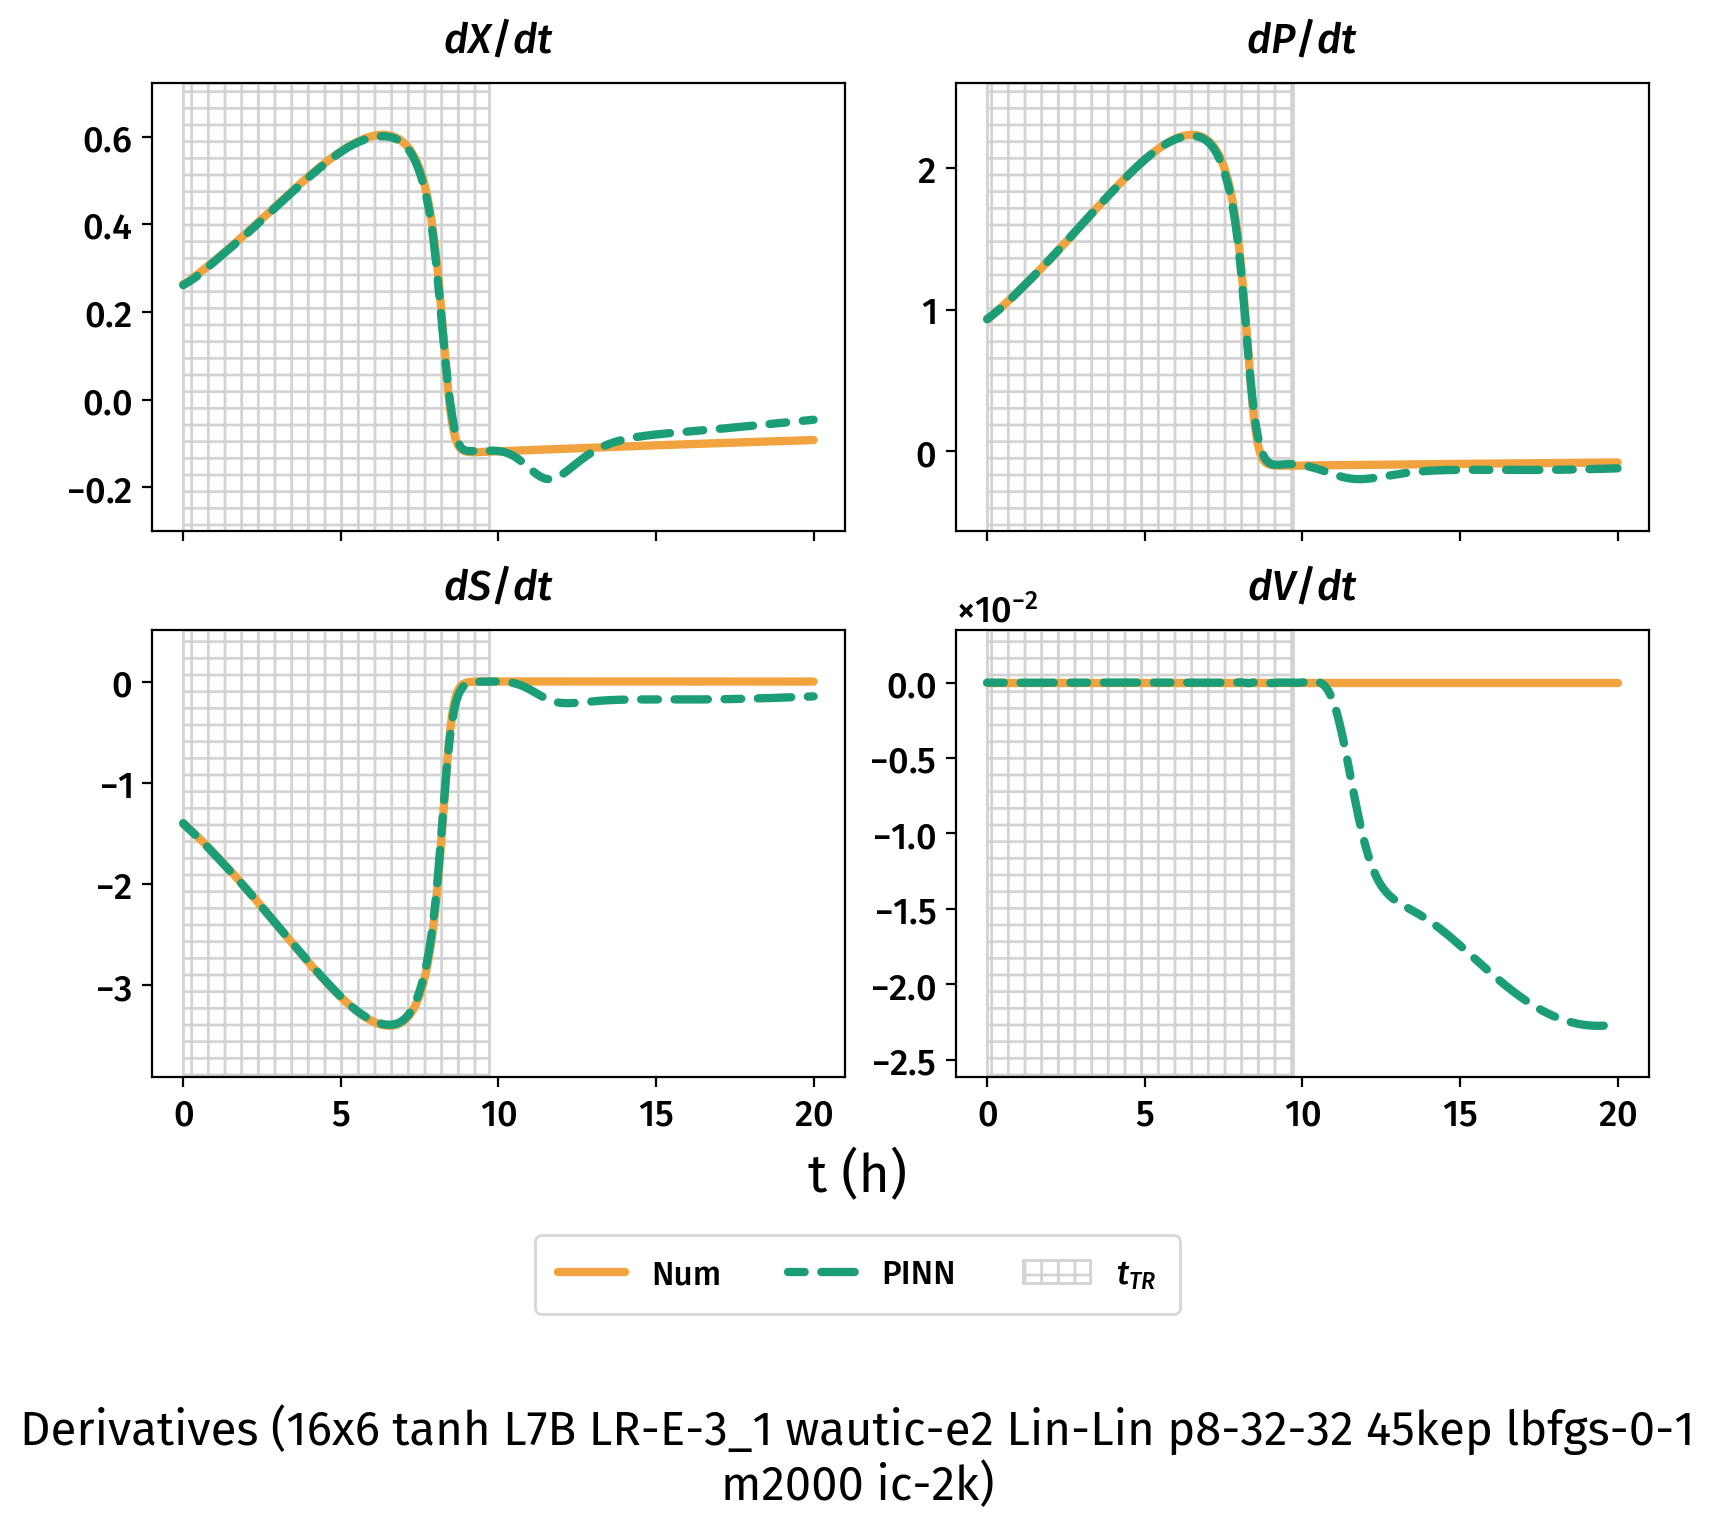 dX/dt
dP/dt
0.6
0.4
0.2
0.0
−0.2
2
1
0
dS/dt
dV/dt
×10⁻²
0
−1
−2
−3
0.0
−0.5
−1.0
−1.5
−2.0
−2.5
0 5 10 15 20
0 5 10 15 20
t (h)
Num PINN t_TR
Derivatives (16x6 tanh L7B LR-E-3_1 wautic-e2 Lin-Lin p8-32-32 45kep lbfgs-0-1
m2000 ic-2k)